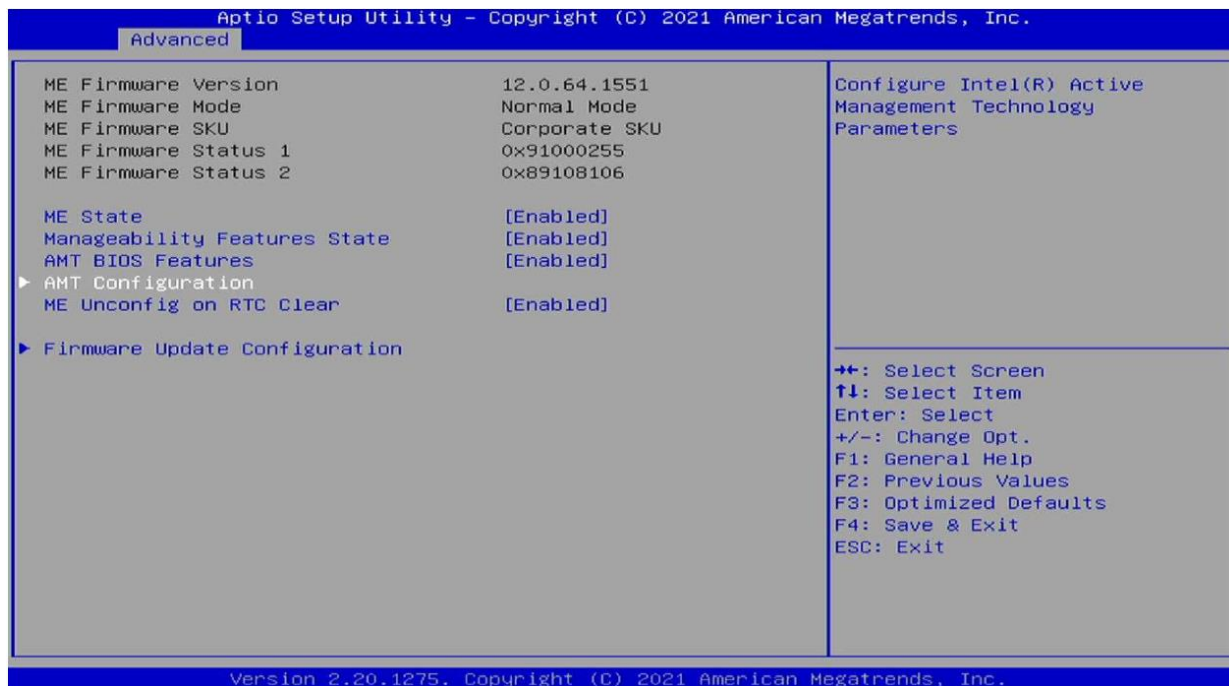 Aptio Setup Utility – Copyright (C) 2021 American Megatrends, Inc.
Advanced
ME Firmware Version 12.0.64.1551
ME Firmware Mode Normal Mode
ME Firmware SKU Corporate SKU
ME Firmware Status 1 0x91000255
ME Firmware Status 2 0x89108106
ME State [Enabled]
Manageability Features State [Enabled]
AMT BIOS Features [Enabled]
▶ AMT Configuration
ME Unconfig on RTC Clear [Enabled]
▶ Firmware Update Configuration
Configure Intel(R) Active
Management Technology
Parameters
→←: Select Screen
↑↓: Select Item
Enter: Select
+/-: Change Opt.
F1: General Help
F2: Previous Values
F3: Optimized Defaults
F4: Save & Exit
ESC: Exit
Version 2.20.1275. Copyright (C) 2021 American Megatrends, Inc.